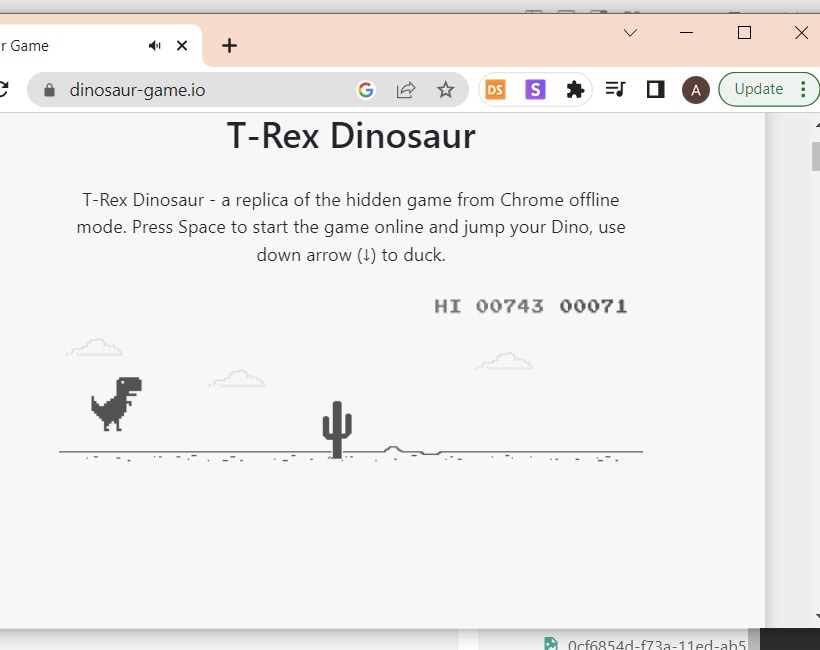 r Game
dinosaur-game.io
DS
S
A
Update
T-Rex Dinosaur
T-Rex Dinosaur - a replica of the hidden game from Chrome offline
mode. Press Space to start the game online and jump your Dino, use
down arrow (↓) to duck.
HI 00743 00071
0cf6854d-f73a-11ed-ab5